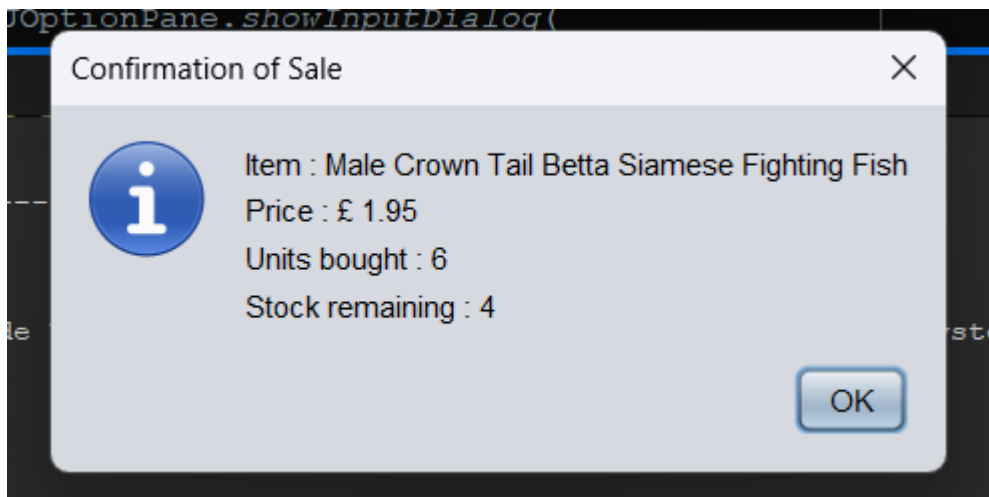 JOptionPane.showInputDialog(
Confirmation of Sale
Item : Male Crown Tail Betta Siamese Fighting Fish
Price : £ 1.95
Units bought : 6
Stock remaining : 4
OK